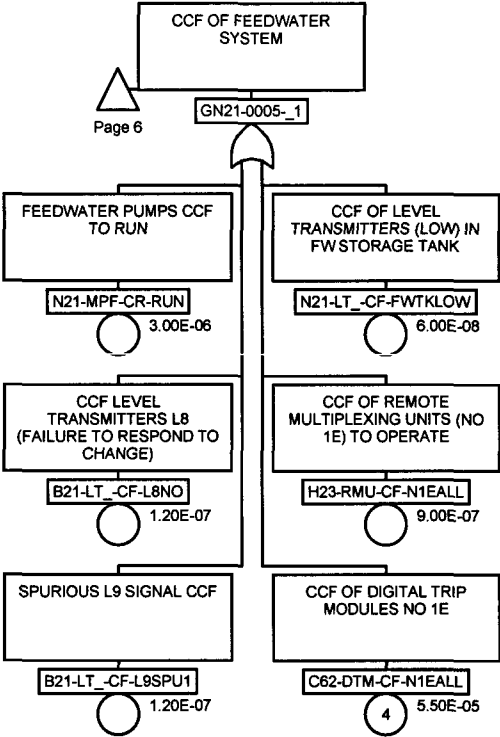 CCF OF FEEDWATER
SYSTEM
Page 6
GN21-0005-_1
FEEDWATER PUMPS CCF
TO RUN
N21-MPF-CR-RUN
3.00E-06
CCF OF LEVEL
TRANSMITTERS (LOW) IN
FW STORAGE TANK
N21-LT_-CF-FWTKLOW
6.00E-08
CCF LEVEL
TRANSMITTERS L8
(FAILURE TO RESPOND TO
CHANGE)
B21-LT_-CF-L8NO
1.20E-07
CCF OF REMOTE
MULTIPLEXING UNITS (NO
1E) TO OPERATE
H23-RMU-CF-N1EALL
9.00E-07
SPURIOUS L9 SIGNAL CCF
B21-LT_-CF-L9SPU1
1.20E-07
CCF OF DIGITAL TRIP
MODULES NO 1E
C62-DTM-CF-N1EALL
4
5.50E-05